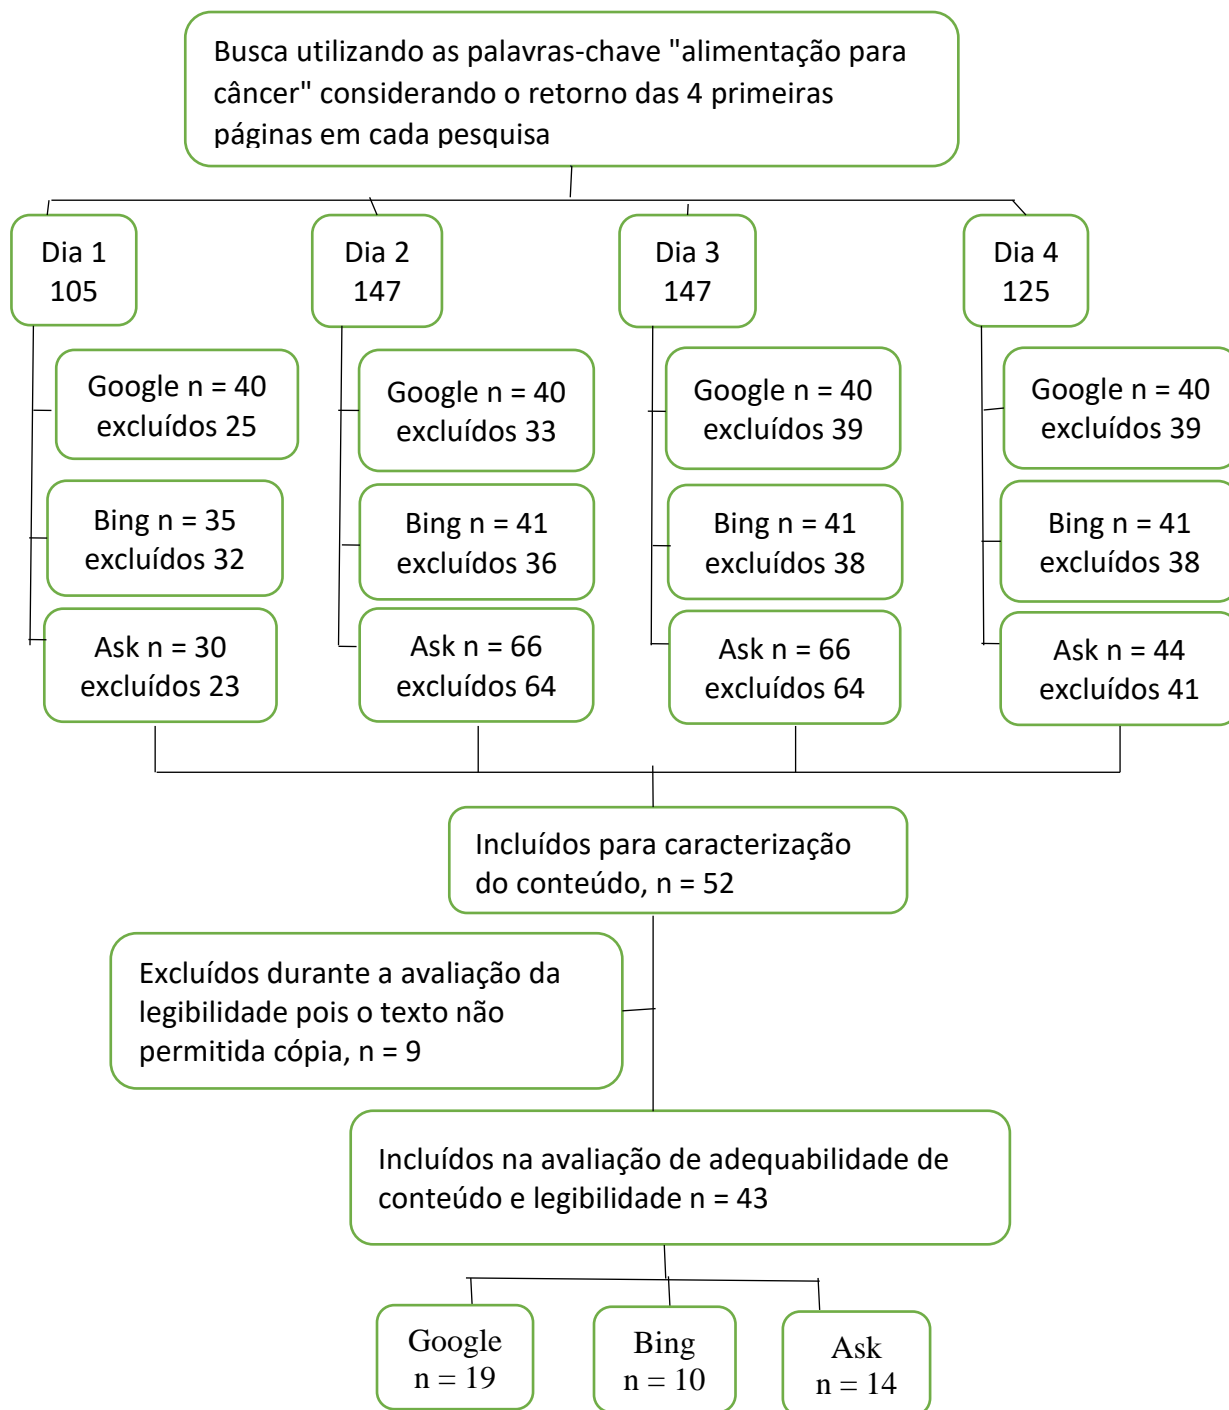 Busca utilizando as palavras-chave "alimentação para
câncer" considerando o retorno das 4 primeiras
páginas em cada pesquisa
Dia 1
105
Dia 2
147
Dia 3
147
Dia 4
125
Google n = 40
excluídos 25
Google n = 40
excluídos 33
Google n = 40
excluídos 39
Google n = 40
excluídos 39
Bing n = 35
excluídos 32
Bing n = 41
excluídos 36
Bing n = 41
excluídos 38
Bing n = 41
excluídos 38
Ask n = 30
excluídos 23
Ask n = 66
excluídos 64
Ask n = 66
excluídos 64
Ask n = 44
excluídos 41
Incluídos para caracterização
do conteúdo, n = 52
Excluídos durante a avaliação da
legibilidade pois o texto não
permitida cópia, n = 9
Incluídos na avaliação de adequabilidade de
conteúdo e legibilidade n = 43
Google
n = 19
Bing
n = 10
Ask
n = 14